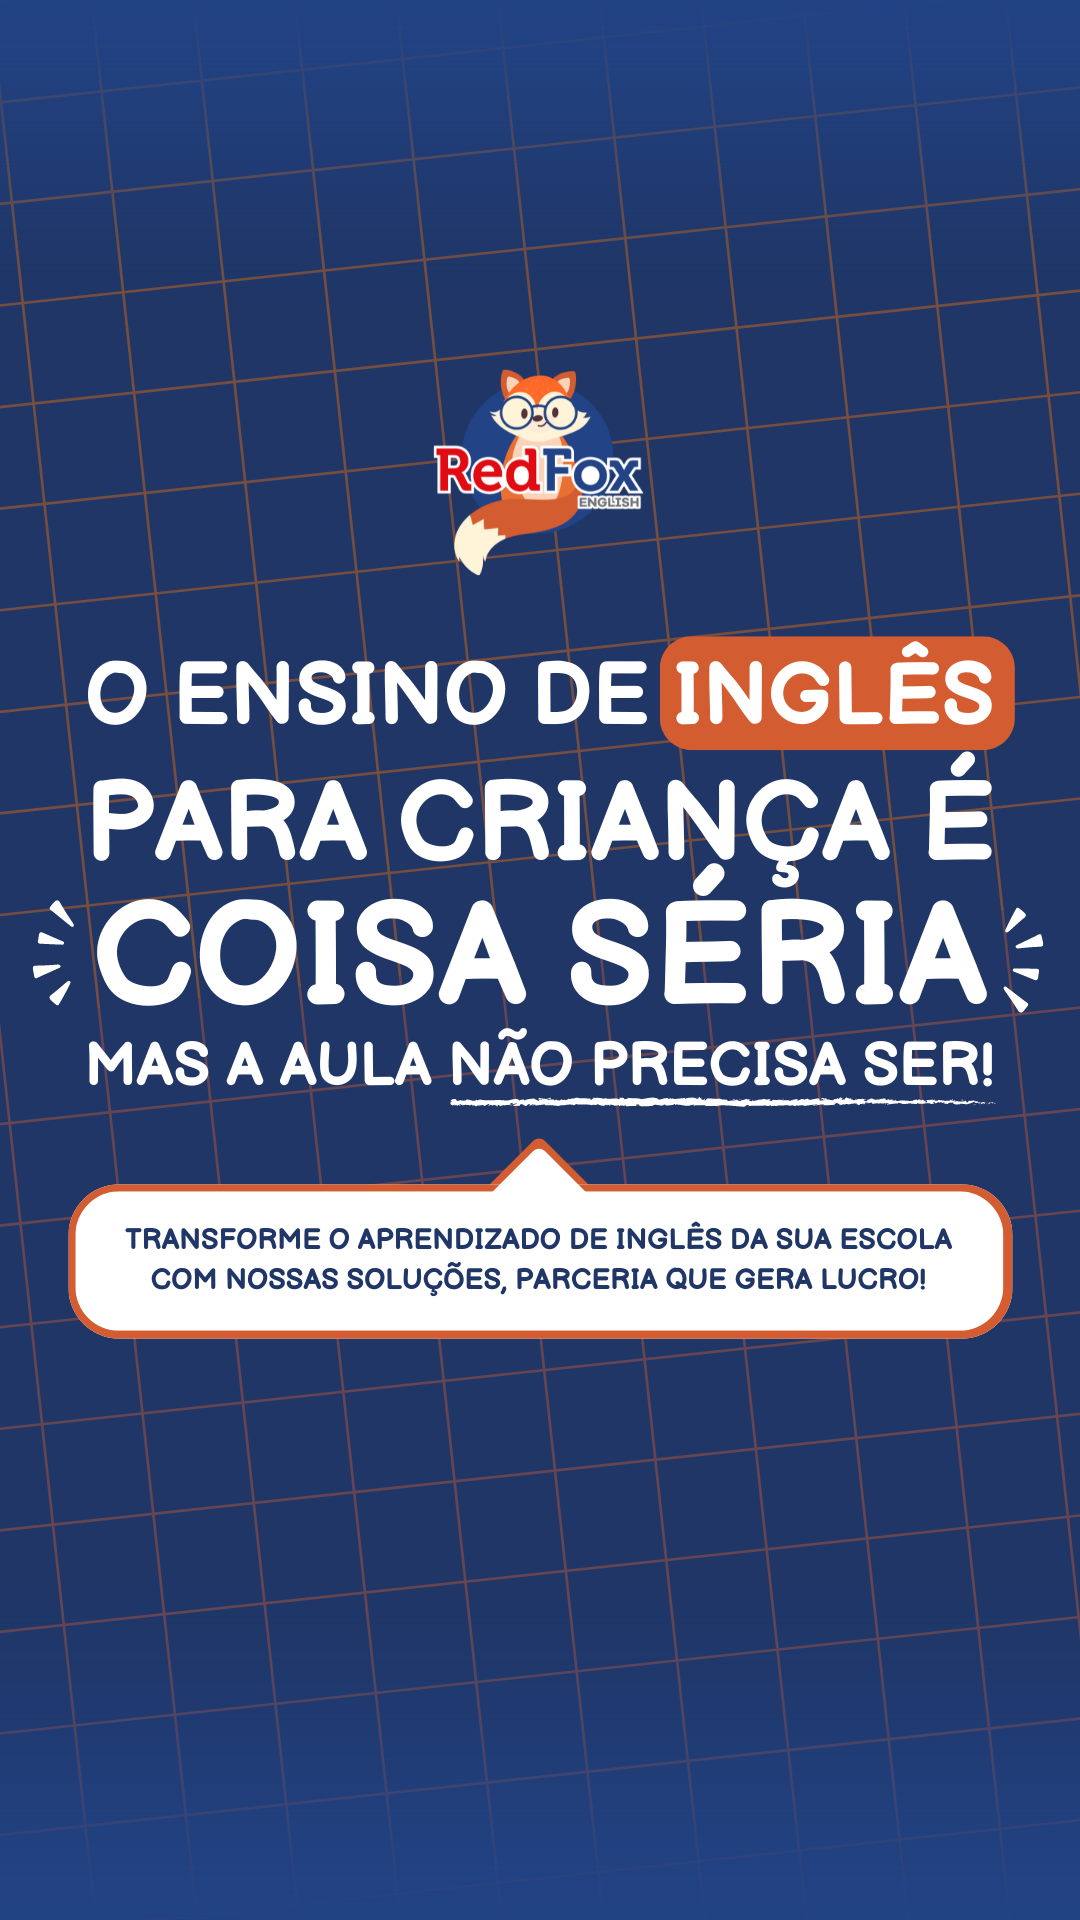 RedFox
ENGLISH
O ENSINO DE INGLÊS
PARA CRIANÇA É
COISA SÉRIA
MAS A AULA NÃO PRECISA SER!
TRANSFORME O APRENDIZADO DE INGLÊS DA SUA ESCOLA
COM NOSSAS SOLUÇÕES, PARCERIA QUE GERA LUCRO!